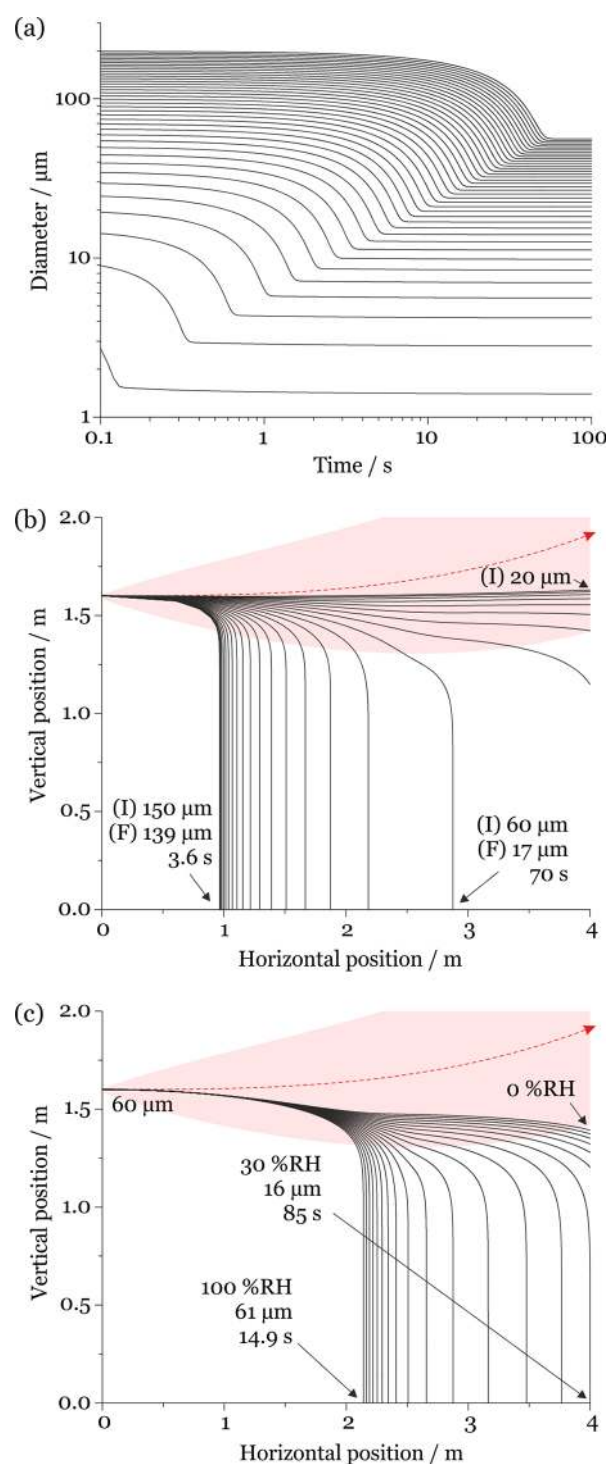 (a)
100
10
1
Diameter / μm
0.1
1
10
100
Time / s
(b)
2.0
1.5
1.0
0.5
0.0
Vertical position / m
(I) 20 μm
(I) 150 μm
(F) 139 μm
3.6 s
(I) 60 μm
(F) 17 μm
70 s
0
1
2
3
4
Horizontal position / m
(c)
2.0
1.5
1.0
0.5
0.0
Vertical position / m
60 μm
0 %RH
30 %RH
16 μm
85 s
100 %RH
61 μm
14.9 s
0
1
2
3
4
Horizontal position / m